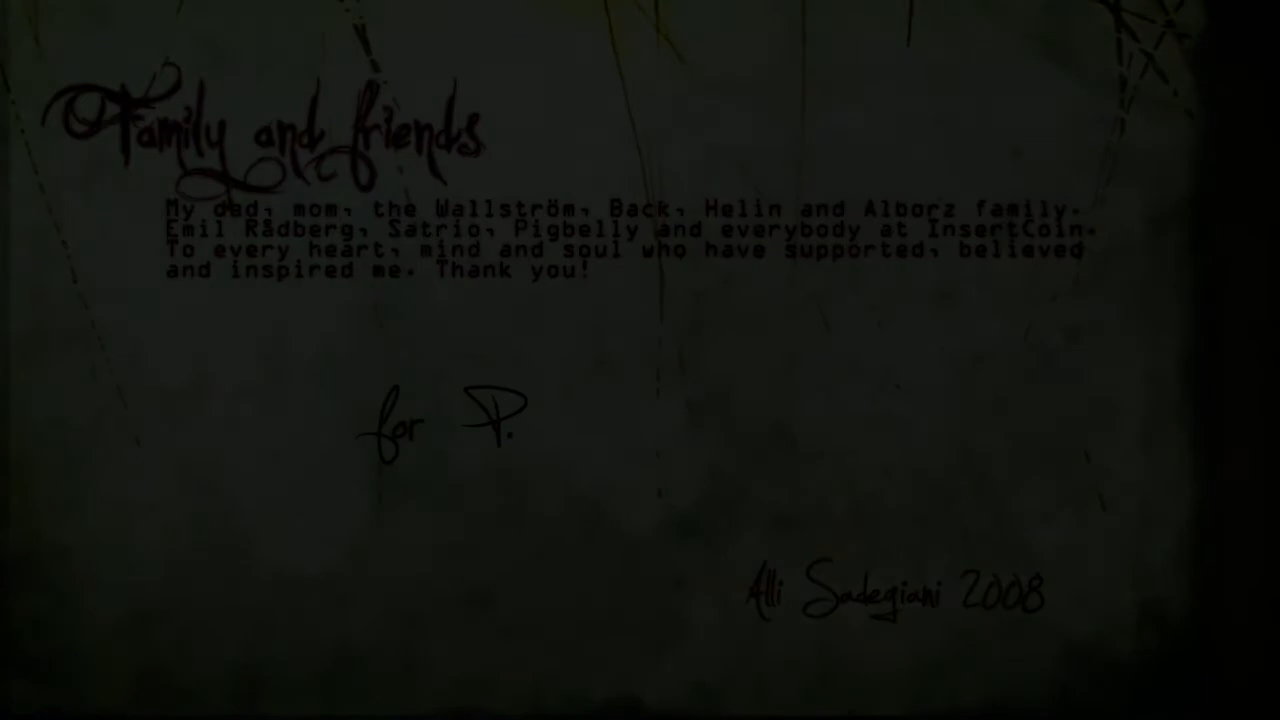 Family and friends
My dad, mom, the Wallström, Back, Helin and Alborz family.
Emil Rådberg, Satrio, Pigbelly and everybody at InsertCoin.
To every heart, mind and soul who have supported, believed
and inspired me. Thank you!
for P.
Alli Sadegiani 2008